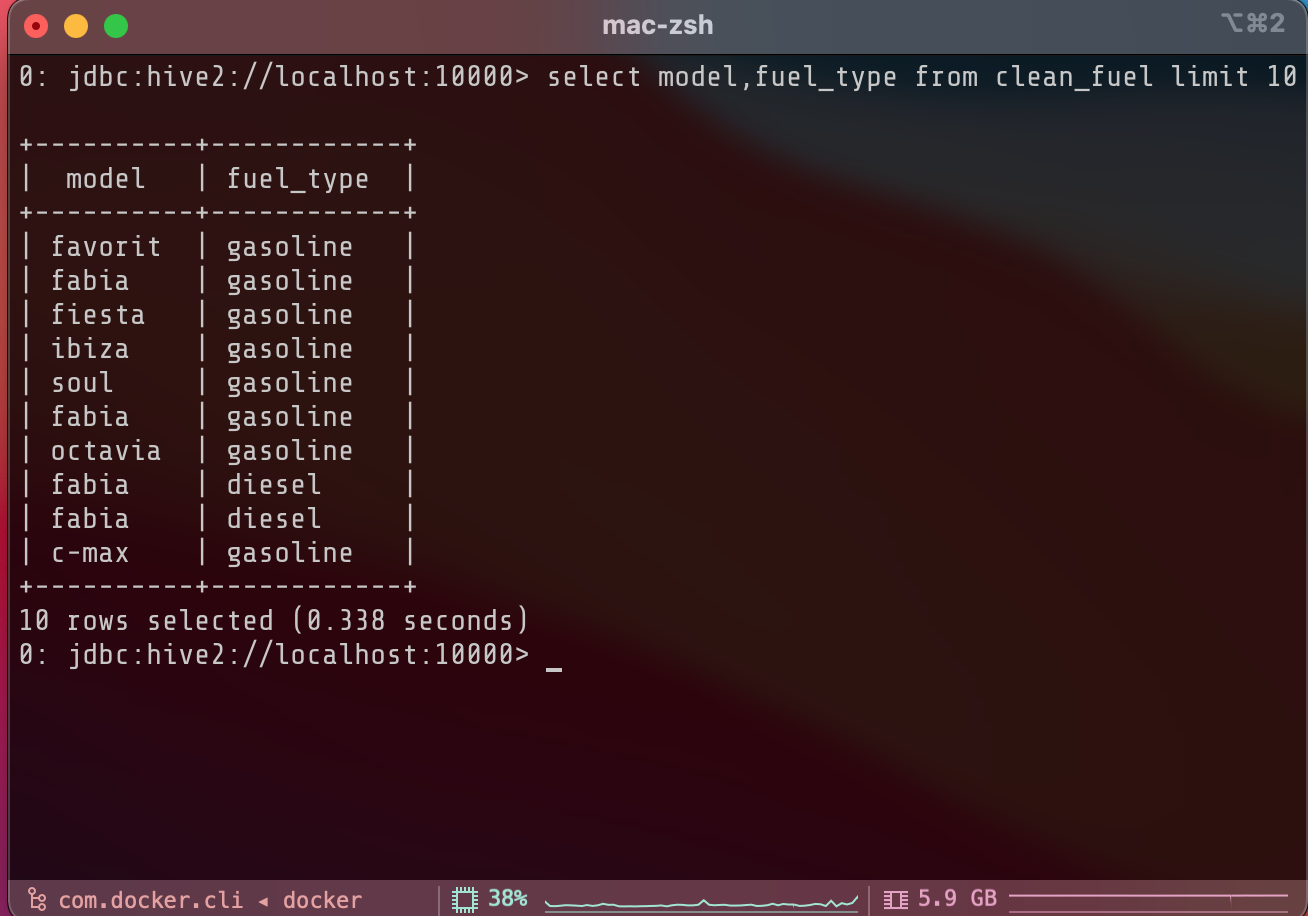 mac-zsh
⌥⌘2
0: jdbc:hive2://localhost:10000> select model,fuel_type from clean_fuel limit 10
+----------+------------+
|  model   | fuel_type  |
+----------+------------+
| favorit  | gasoline   |
| fabia    | gasoline   |
| fiesta   | gasoline   |
| ibiza    | gasoline   |
| soul     | gasoline   |
| fabia    | gasoline   |
| octavia  | gasoline   |
| fabia    | diesel     |
| fabia    | diesel     |
| c-max    | gasoline   |
+----------+------------+
10 rows selected (0.338 seconds)
0: jdbc:hive2://localhost:10000> _
com.docker.cli ◂ docker
38%
5.9 GB